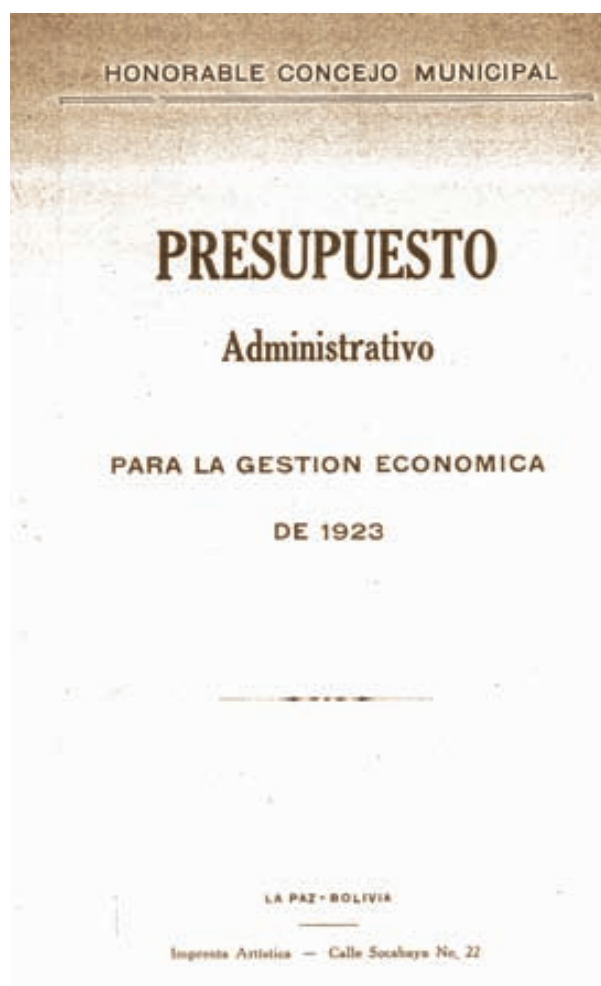 HONORABLE CONCEJO MUNICIPAL
PRESUPUESTO
Administrativo
PARA LA GESTION ECONOMICA
DE 1923
LA PAZ - BOLIVIA
Imprenta Artística — Calle Socabaya No. 22